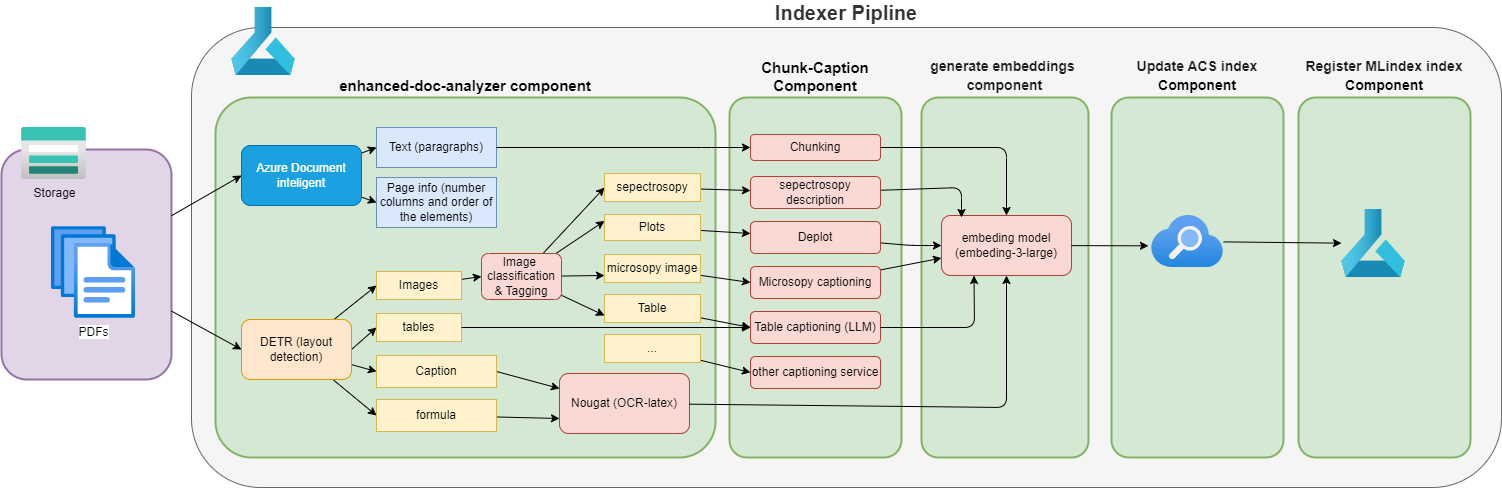 Indexer Pipline
enhanced-doc-analyzer component
Chunk-Caption
Component
generate embeddings
component
Update ACS index
Component
Register MLindex index
Component
Storage
PDFs
Azure Document
inteligent
Text (paragraphs)
Page info (number
columns and order of
the elements)
DETR (layout
detection)
Images
tables
Caption
formula
Image
classification
& Tagging
sepectrosopy
Plots
microsopy image
Table
...
Nougat (OCR-latex)
Chunking
sepectrosopy
description
Deplot
Microsopy captioning
Table captioning (LLM)
other captioning service
embeding model
(embeding-3-large)